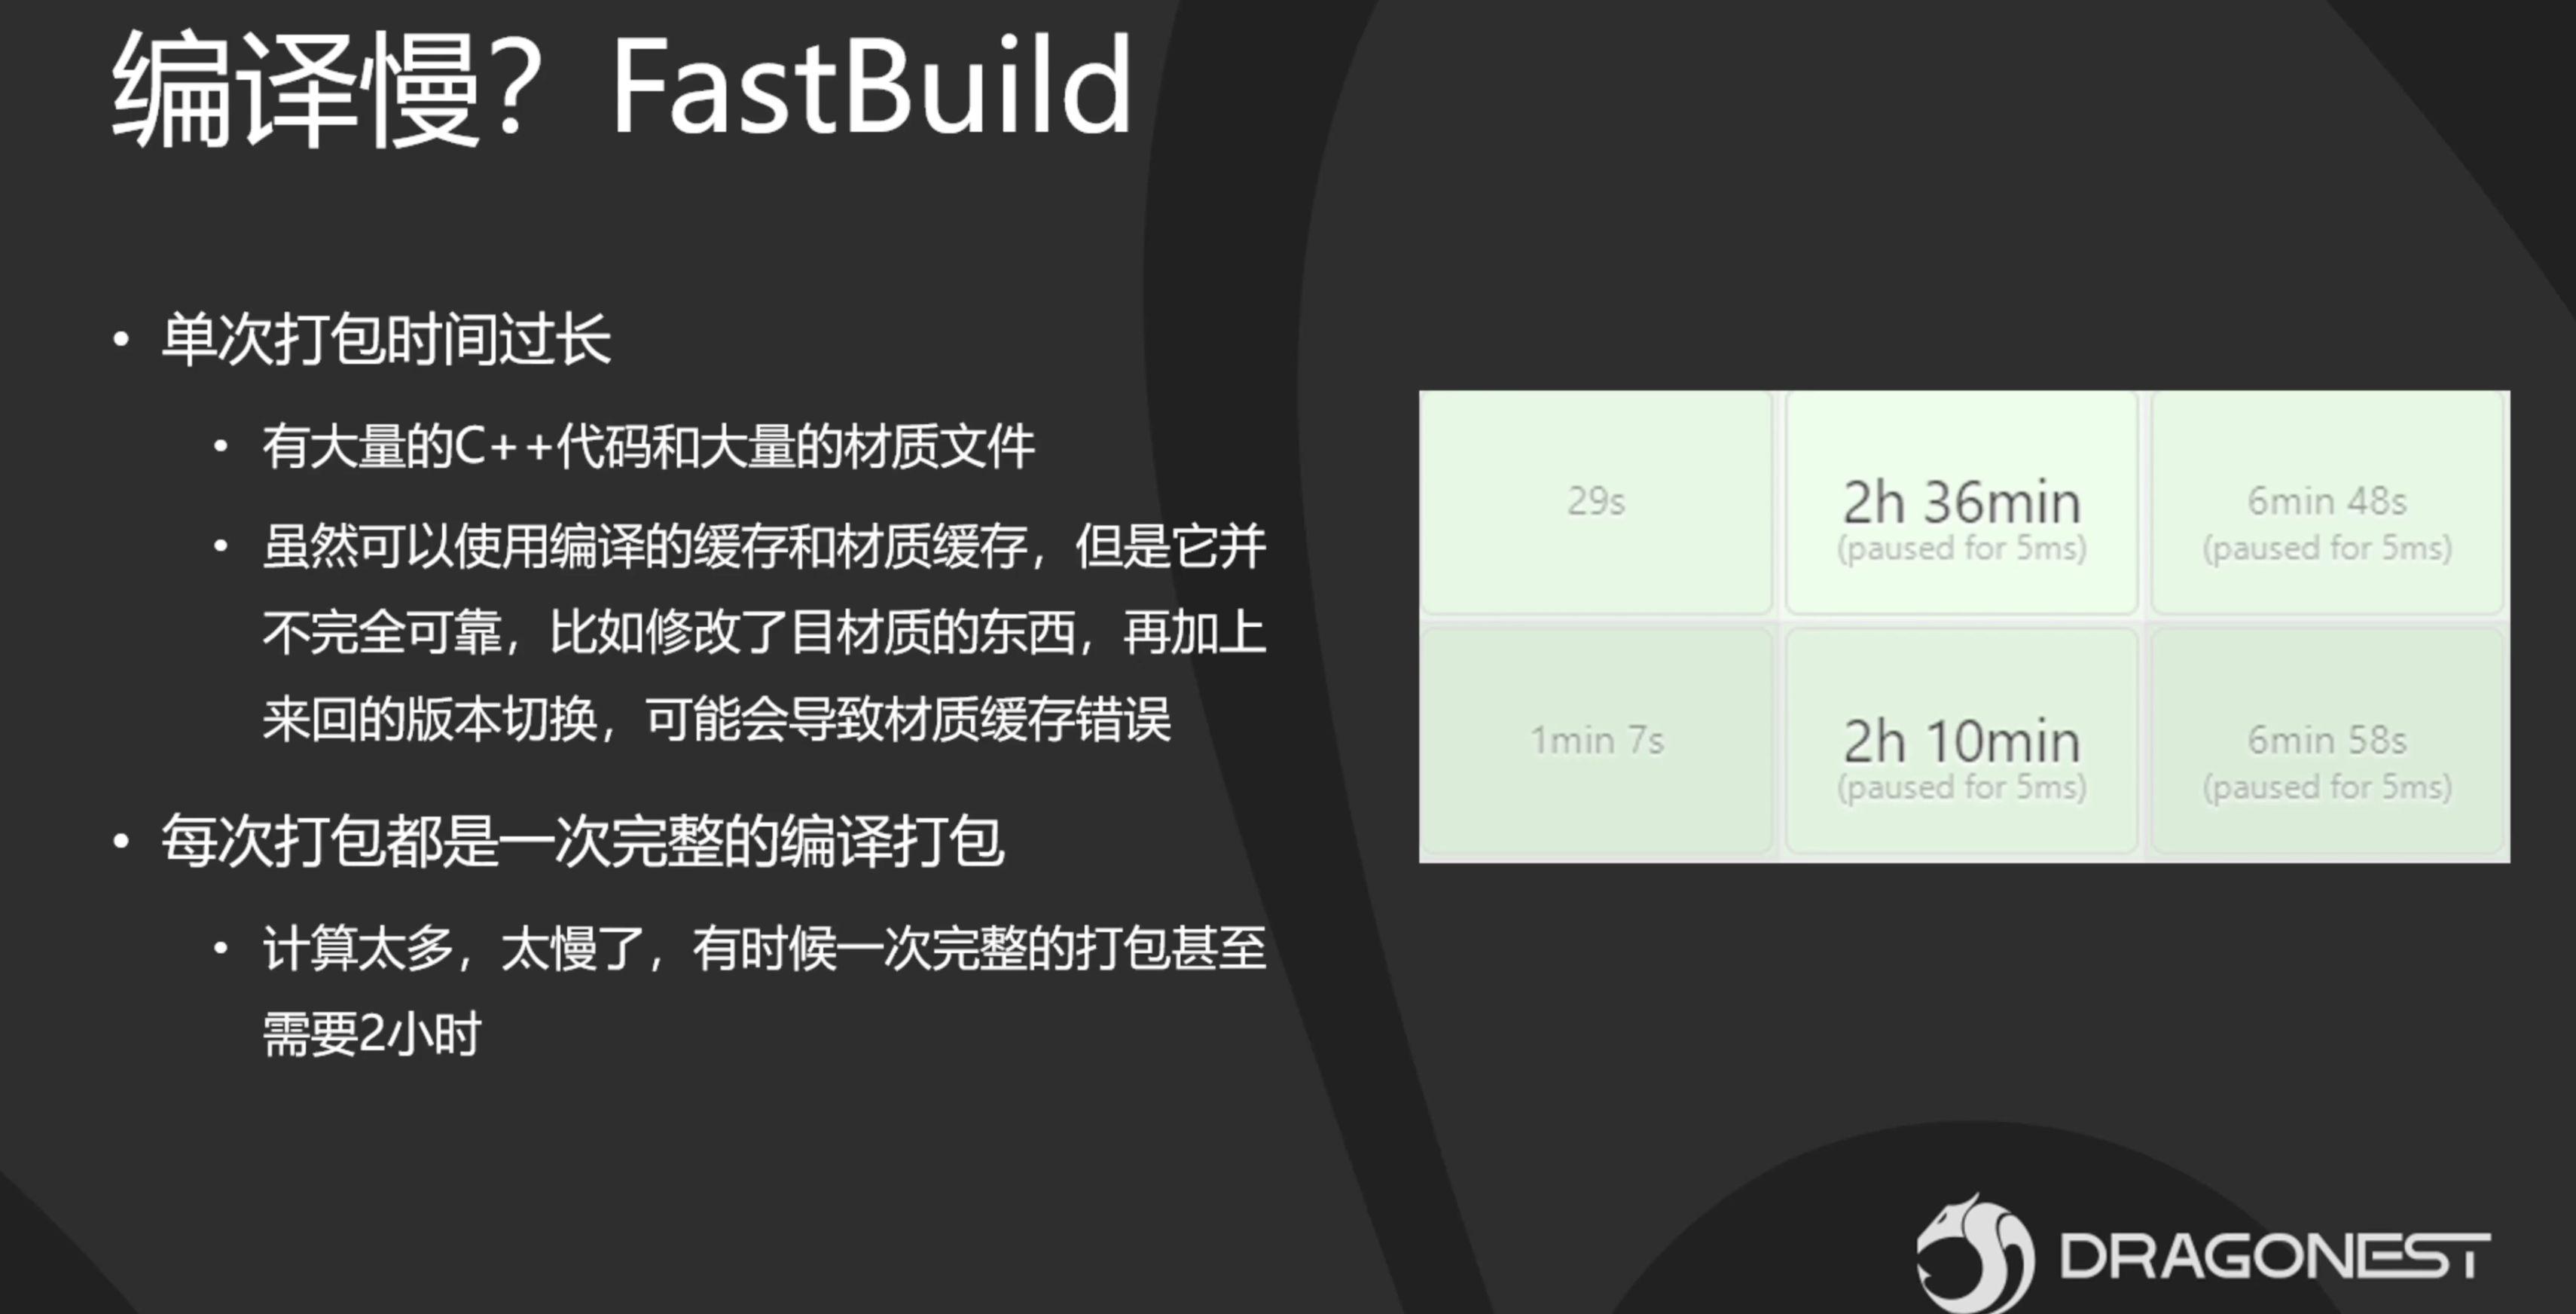 编译慢？FastBuild
• 单次打包时间过长
• 有大量的C++代码和大量的材质文件
• 虽然可以使用编译的缓存和材质缓存，但是它并
不完全可靠，比如修改了目材质的东西，再加上
来回的版本切换，可能会导致材质缓存错误
• 每次打包都是一次完整的编译打包
• 计算太多，太慢了，有时候一次完整的打包甚至
需要2小时
29s
2h 36min
(paused for 5ms)
6min 48s
(paused for 5ms)
1min 7s
2h 10min
(paused for 5ms)
6min 58s
(paused for 5ms)
DRAGONEST